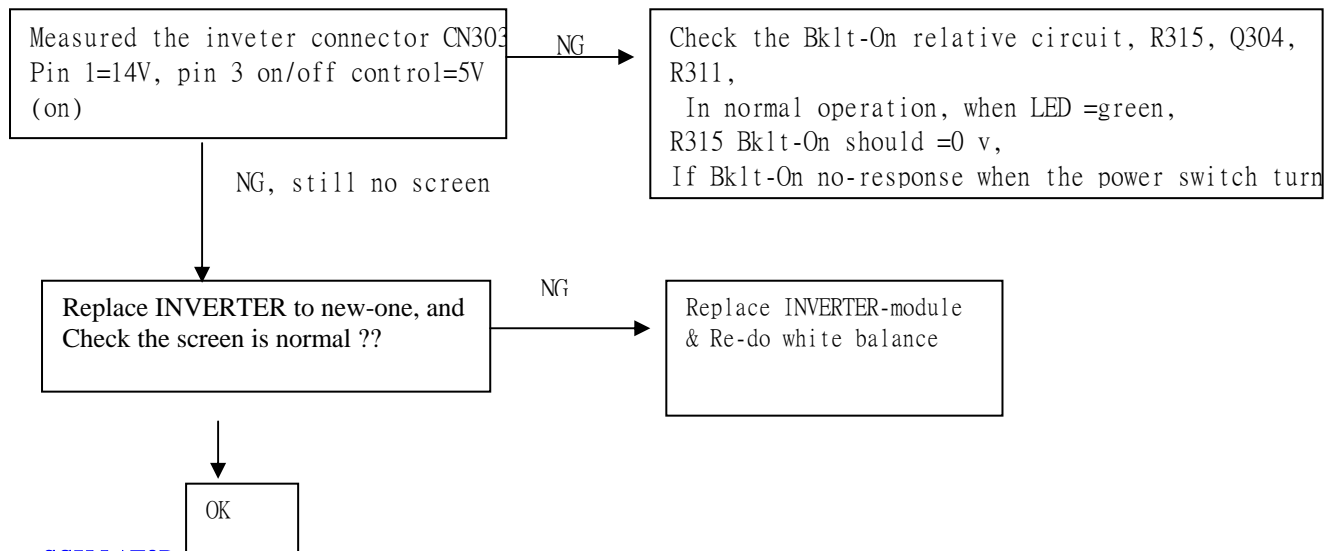 Measured the inveter connector CN303
Pin 1=14V, pin 3 on/off control=5V
(on)
NG
Check the Bklt-On relative circuit, R315, Q304,
R311,
In normal operation, when LED =green,
R315 Bklt-On should =0 v,
If Bklt-On no-response when the power switch turn
NG, still no screen
Replace INVERTER to new-one, and
Check the screen is normal ??
NG
Replace INVERTER-module
& Re-do white balance
OK